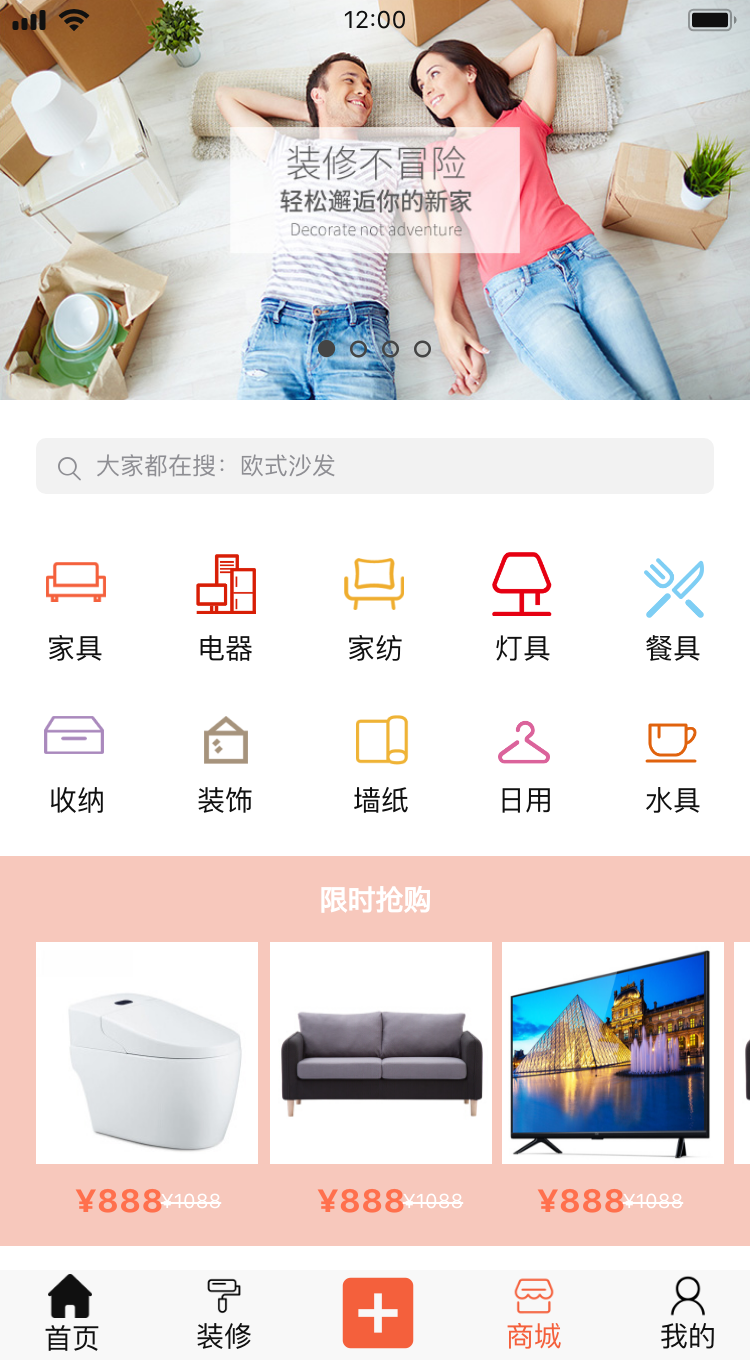 12:00
装修不冒险
轻松邂逅你的新家
Decorate not adventure
大家都在搜：欧式沙发
家具 电器 家纺 灯具 餐具
收纳 装饰 墙纸 日用 水具
限时抢购
¥888¥1088 ¥888¥1088 ¥888¥1088
首页 装修 商城 我的